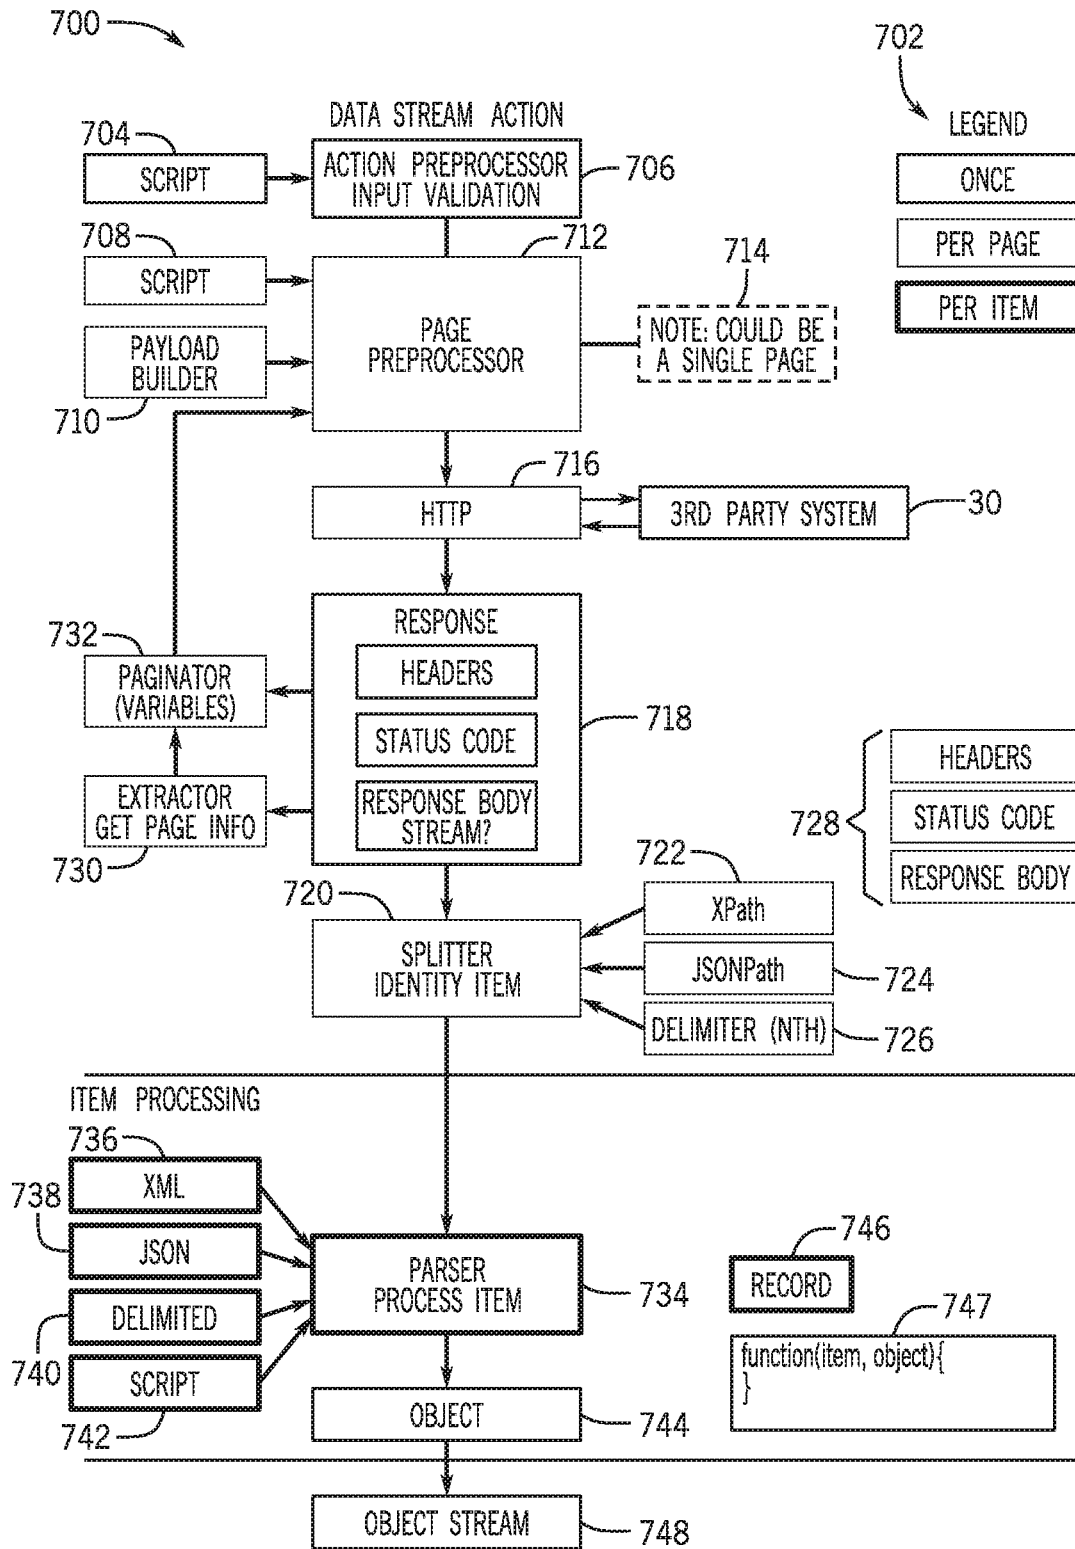 700
702
DATA STREAM ACTION
LEGEND
704
SCRIPT
ACTION PREPROCESSOR
INPUT VALIDATION
706
ONCE
708
SCRIPT
712
714
PER PAGE
PER ITEM
PAYLOAD
BUILDER
710
PAGE
PREPROCESSOR
NOTE: COULD BE
A SINGLE PAGE
716
HTTP
3RD PARTY SYSTEM
30
RESPONSE
HEADERS
STATUS CODE
RESPONSE BODY
STREAM?
718
732
PAGINATOR
(VARIABLES)
EXTRACTOR
GET PAGE INFO
730
728
HEADERS
STATUS CODE
RESPONSE BODY
720
SPLITTER
IDENTITY ITEM
722
XPath
JSONPath
724
DELIMITER (NTH)
726
ITEM PROCESSING
736
XML
738
JSON
DELIMITED
740
SCRIPT
742
PARSER
PROCESS ITEM
734
746
RECORD
747
function(item, object){
}
OBJECT
744
OBJECT STREAM
748